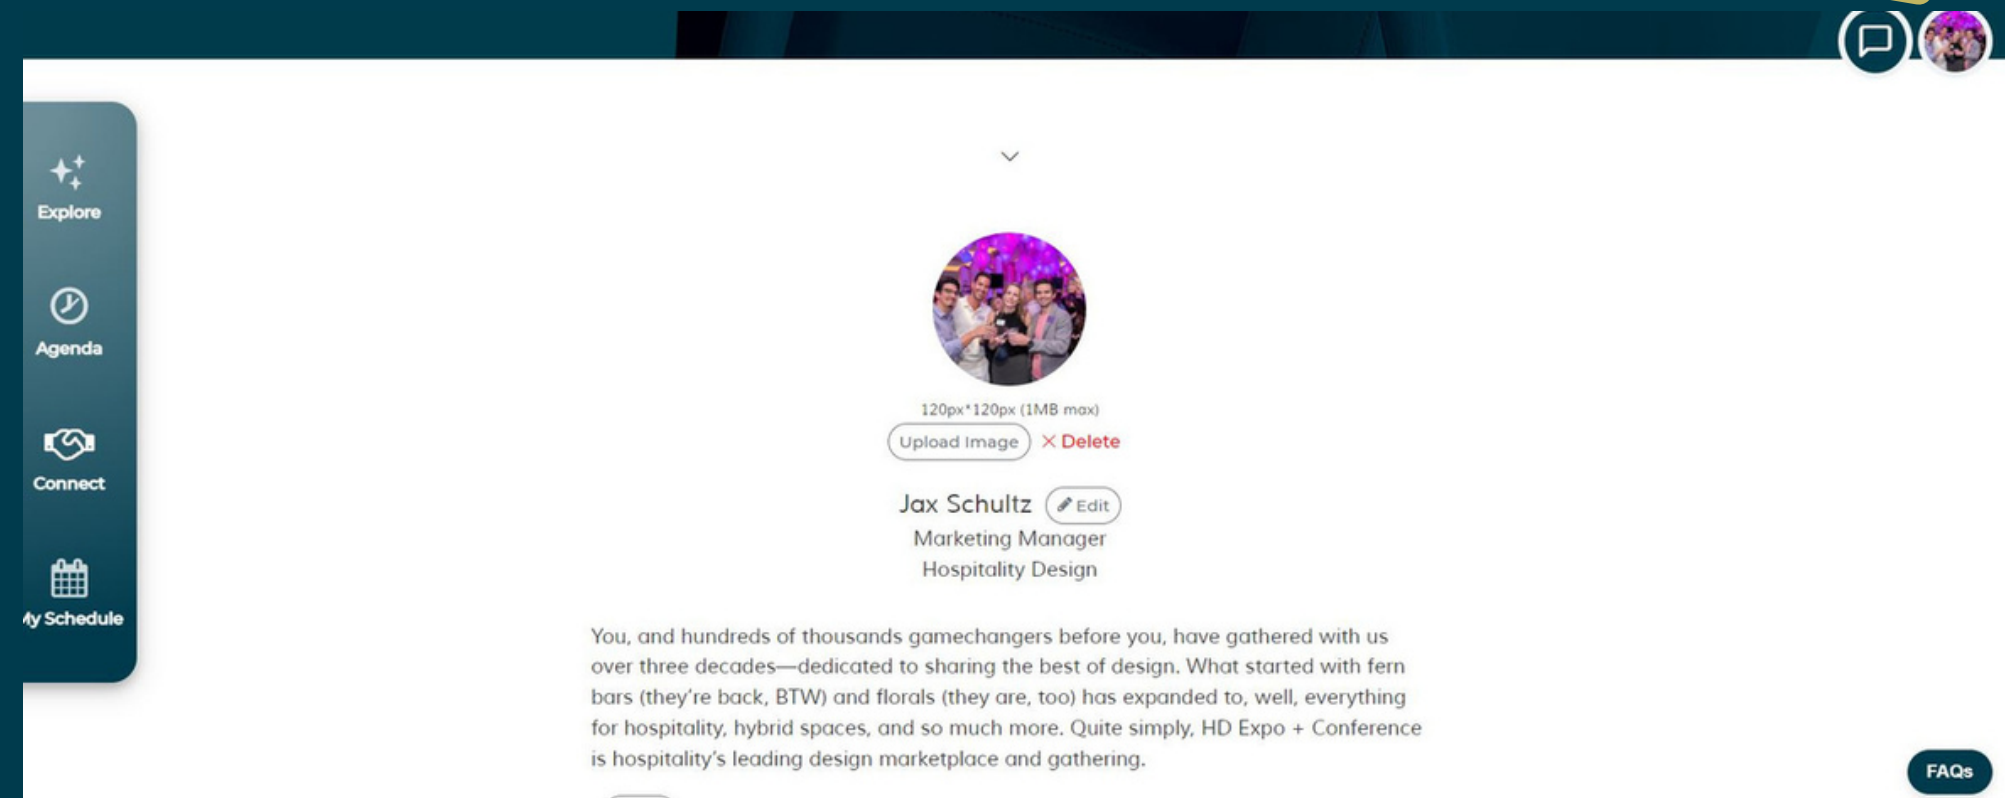 Explore
Agenda
Connect
My Schedule
120px*120px (1MB max)
Upload Image × Delete
Jax Schultz Edit
Marketing Manager
Hospitality Design
You, and hundreds of thousands gamechangers before you, have gathered with us
over three decades—dedicated to sharing the best of design. What started with fern
bars (they're back, BTW) and florals (they are, too) has expanded to, well, everything
for hospitality, hybrid spaces, and so much more. Quite simply, HD Expo + Conference
is hospitality's leading design marketplace and gathering.
FAQs